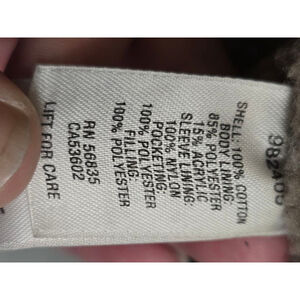 SHELL: 100% COTTON
BODY LINING:
85% POLYESTER
15% ACRYLIC
SLEEVE LINING:
100% NYLON
POCKETING:
100% POLYESTER
FILLING:
100% POLYESTER
RN 56835
CA53602
LIFT FOR CARE